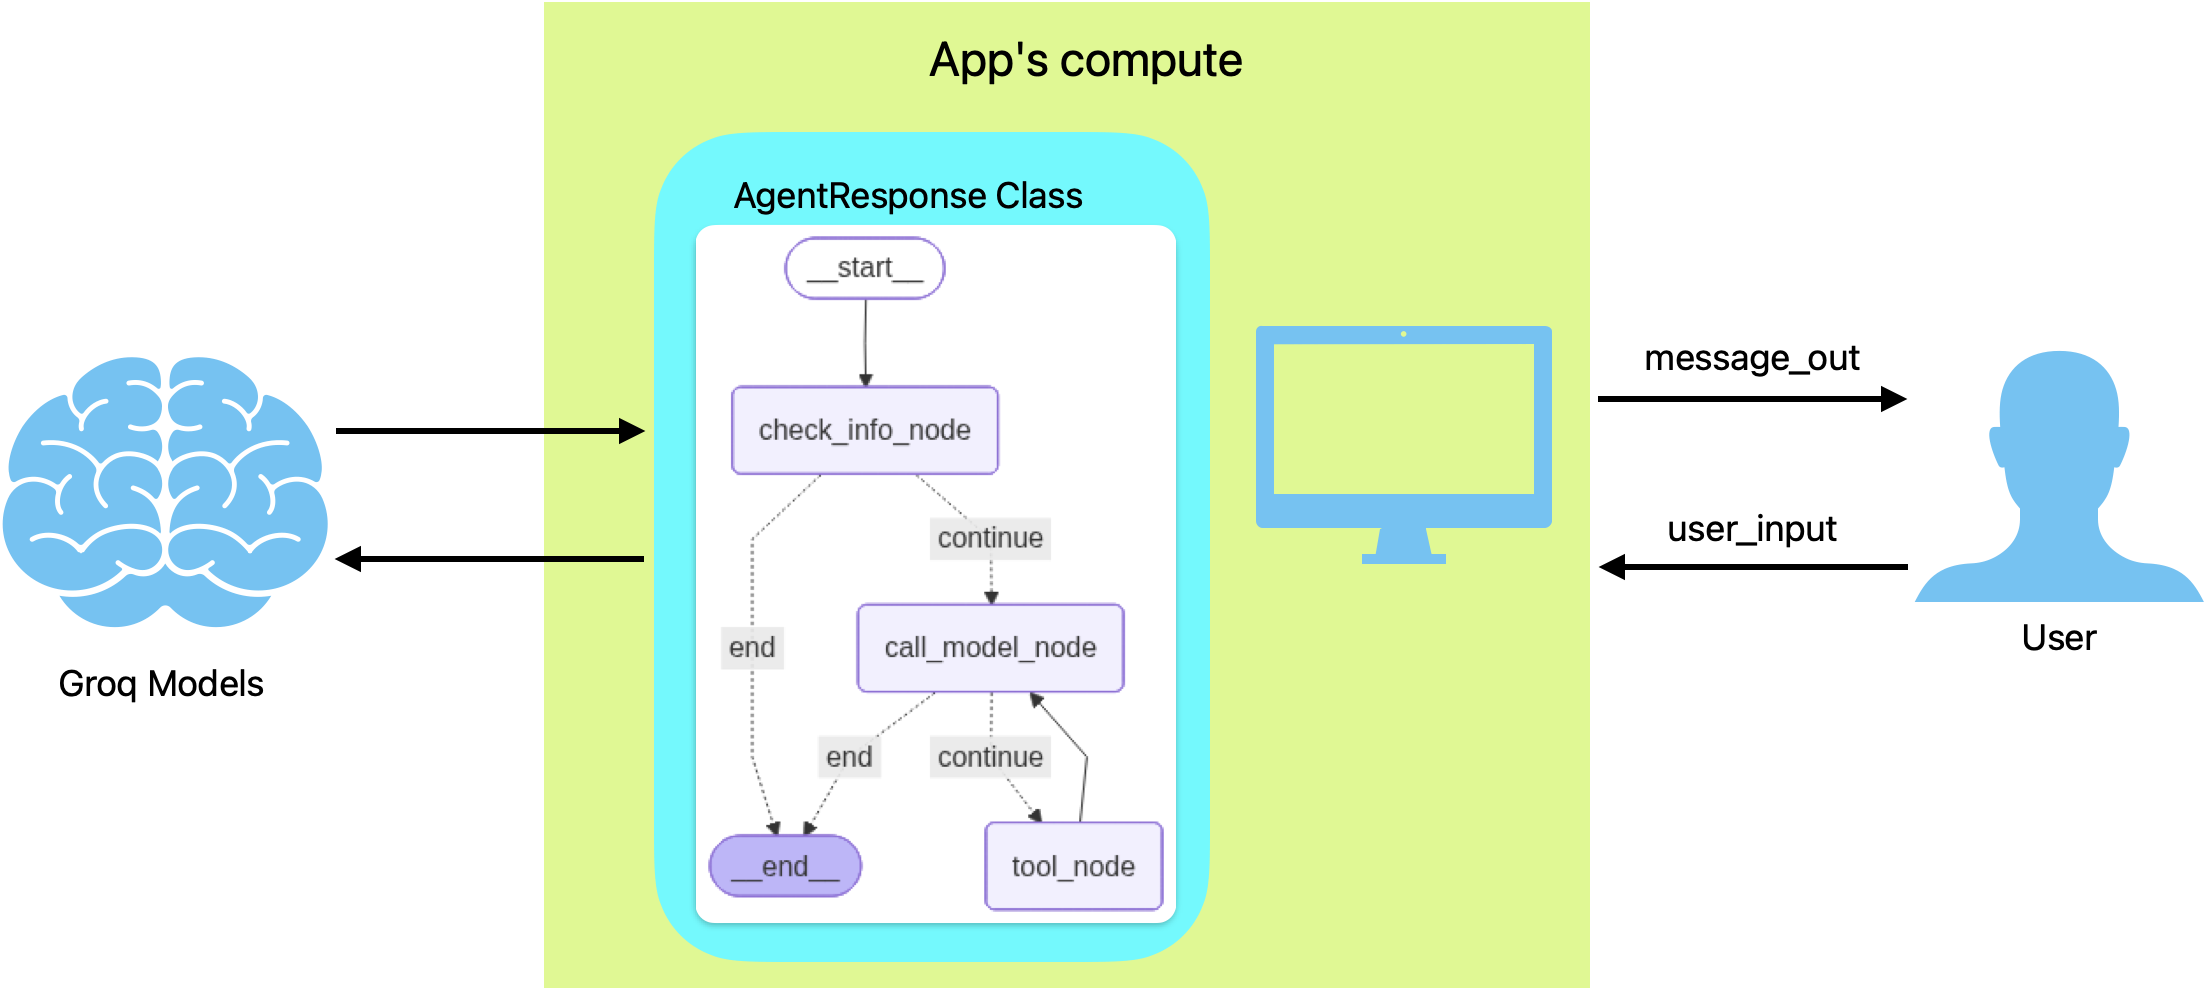 App's compute
AgentResponse Class
__start__
check_info_node
continue
end
call_model_node
end
continue
__end__
tool_node
Groq Models
message_out
user_input
User